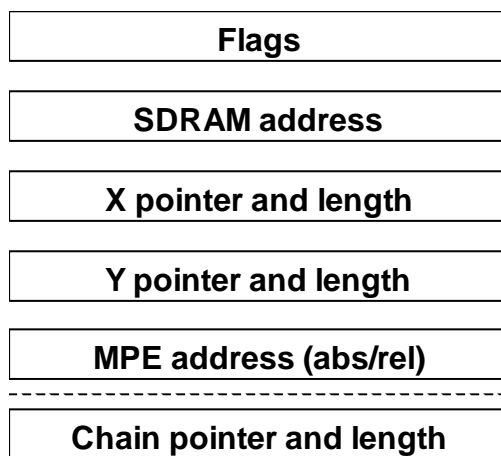 Flags
SDRAM address
X pointer and length
Y pointer and length
MPE address (abs/rel)
Chain pointer and length